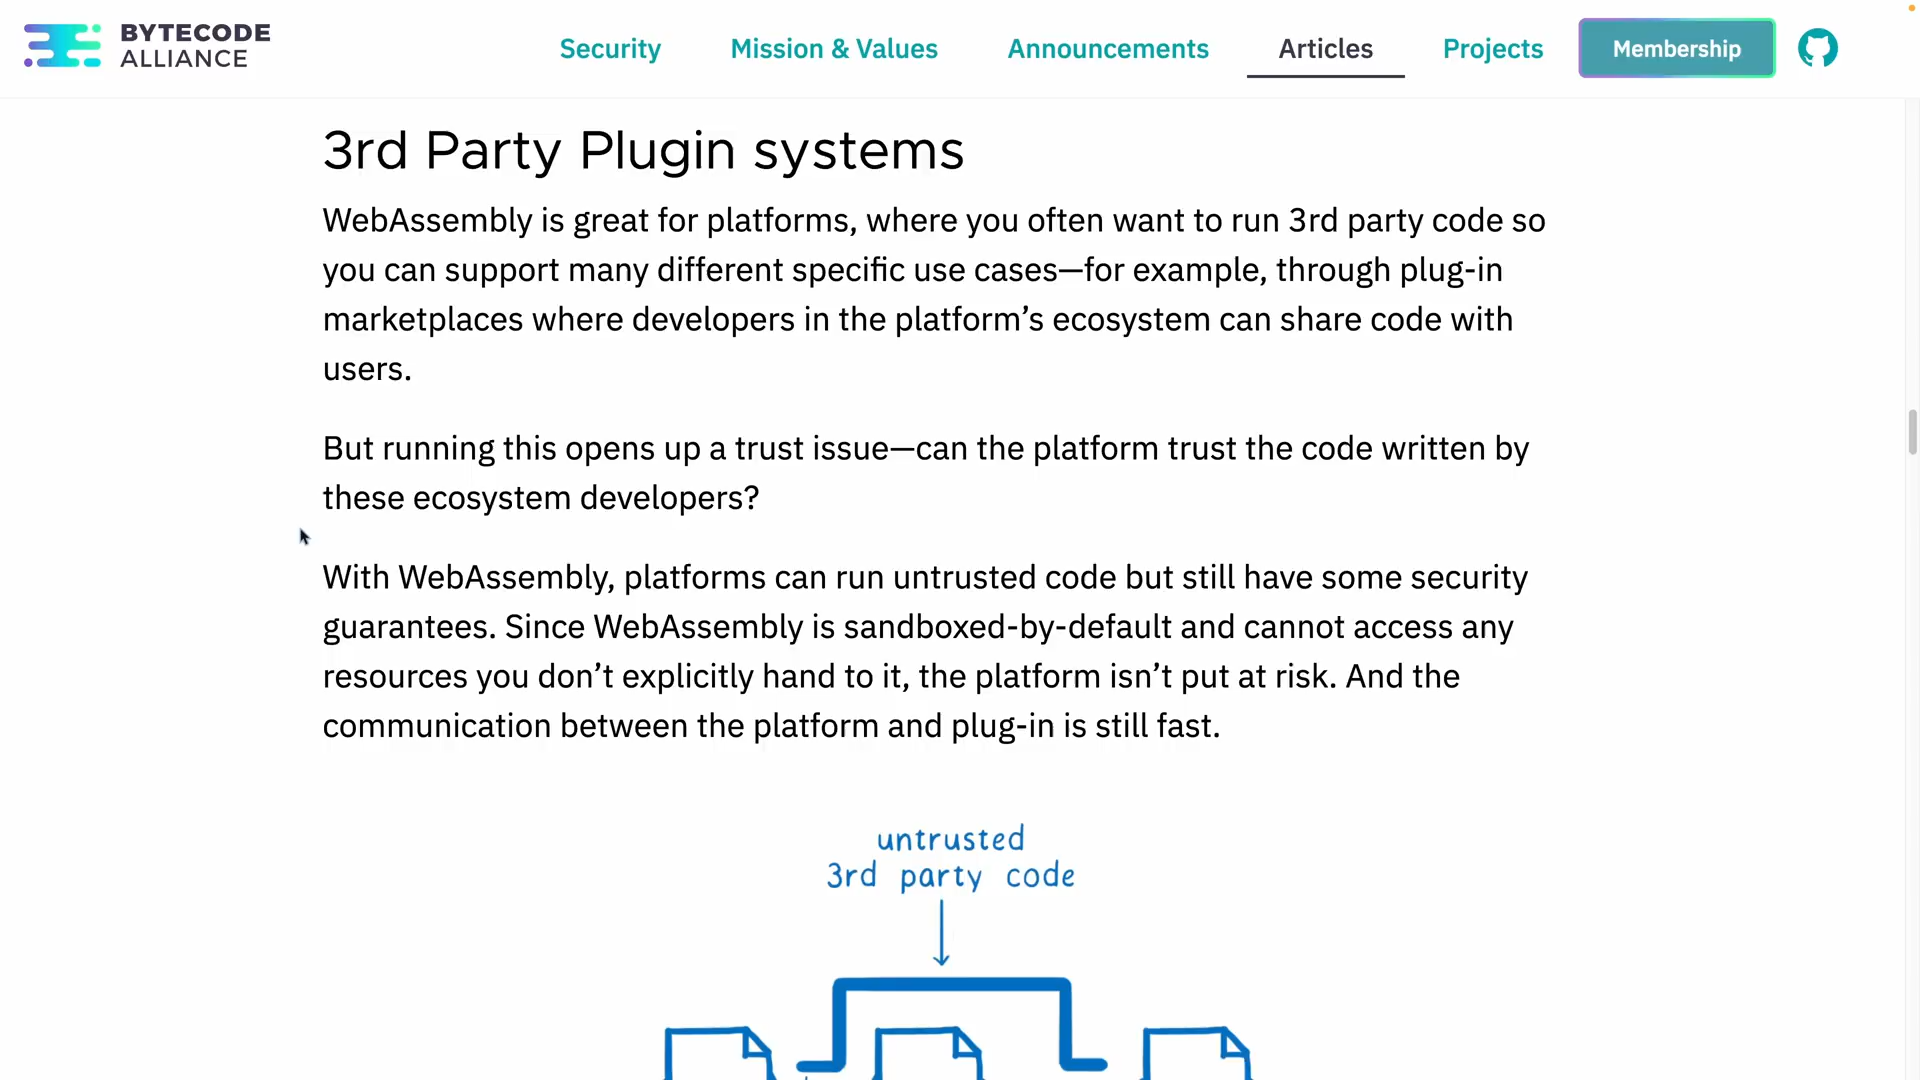 BYTECODE
ALLIANCE
Security
Mission & Values
Announcements
Articles
Projects
Membership
3rd Party Plugin systems
WebAssembly is great for platforms, where you often want to run 3rd party code so
you can support many different specific use cases—for example, through plug-in
marketplaces where developers in the platform’s ecosystem can share code with
users.
But running this opens up a trust issue—can the platform trust the code written by
these ecosystem developers?
With WebAssembly, platforms can run untrusted code but still have some security
guarantees. Since WebAssembly is sandboxed-by-default and cannot access any
resources you don’t explicitly hand to it, the platform isn’t put at risk. And the
communication between the platform and plug-in is still fast.
untrusted
3rd party code